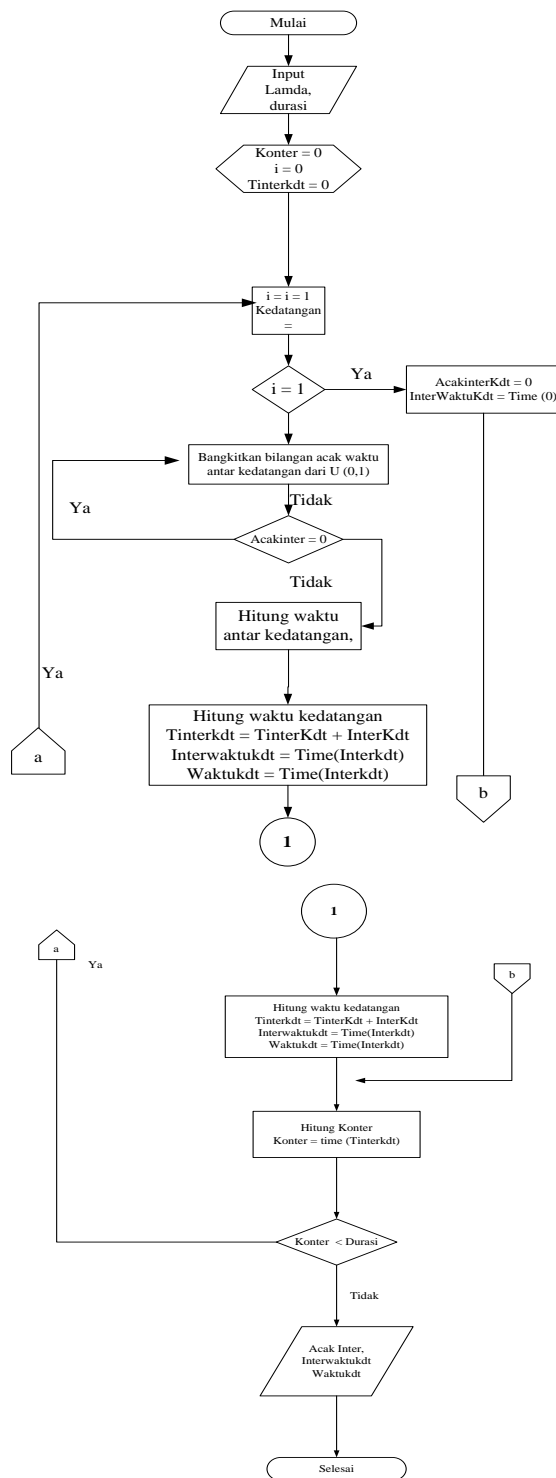 Mulai
Input
Lamda,
durasi
Konter = 0
i = 0
Tinterkdt = 0
i = i = 1
Kedatangan
=
i = 1
Ya
AcakinterKdt = 0
InterWaktuKdt = Time (0)
Bangkitkan bilangan acak waktu
antar kedatangan dari U (0,1)
Tidak
Ya
Acakinter = 0
Tidak
Hitung waktu
antar kedatangan,
Ya
a
Hitung waktu kedatangan
Tinterkdt = TinterKdt + InterKdt
Interwaktukdt = Time(Interkdt)
Waktukdt = Time(Interkdt)
b
1
1
a
Ya
b
Hitung waktu kedatangan
Tinterkdt = TinterKdt + InterKdt
Interwaktukdt = Time(Interkdt)
Waktukdt = Time(Interkdt)
Hitung Konter
Konter = time (Tinterkdt)
Konter < Durasi
Tidak
Acak Inter,
Interwaktukdt
Waktukdt
Selesai